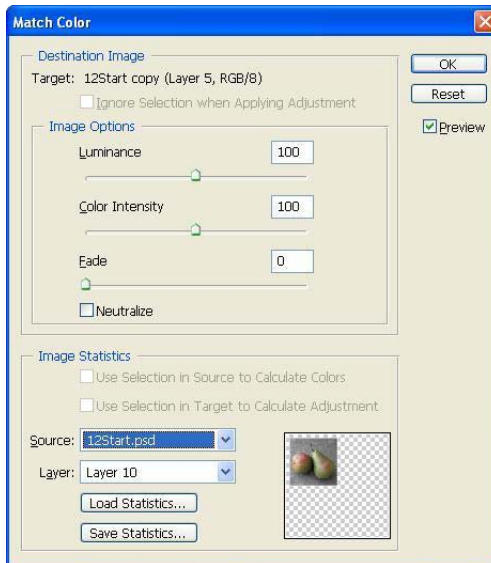 Match Color
Destination Image
Target: 12Start copy (Layer 5, RGB/8)
Ignore Selection when Applying Adjustment
Image Options
Luminance 100
Color Intensity 100
Fade 0
Neutralize
OK
Reset
Preview
Image Statistics
Use Selection in Source to Calculate Colors
Use Selection in Target to Calculate Adjustment
Source: 12Start.psd
Layer: Layer 10
Load Statistics...
Save Statistics...